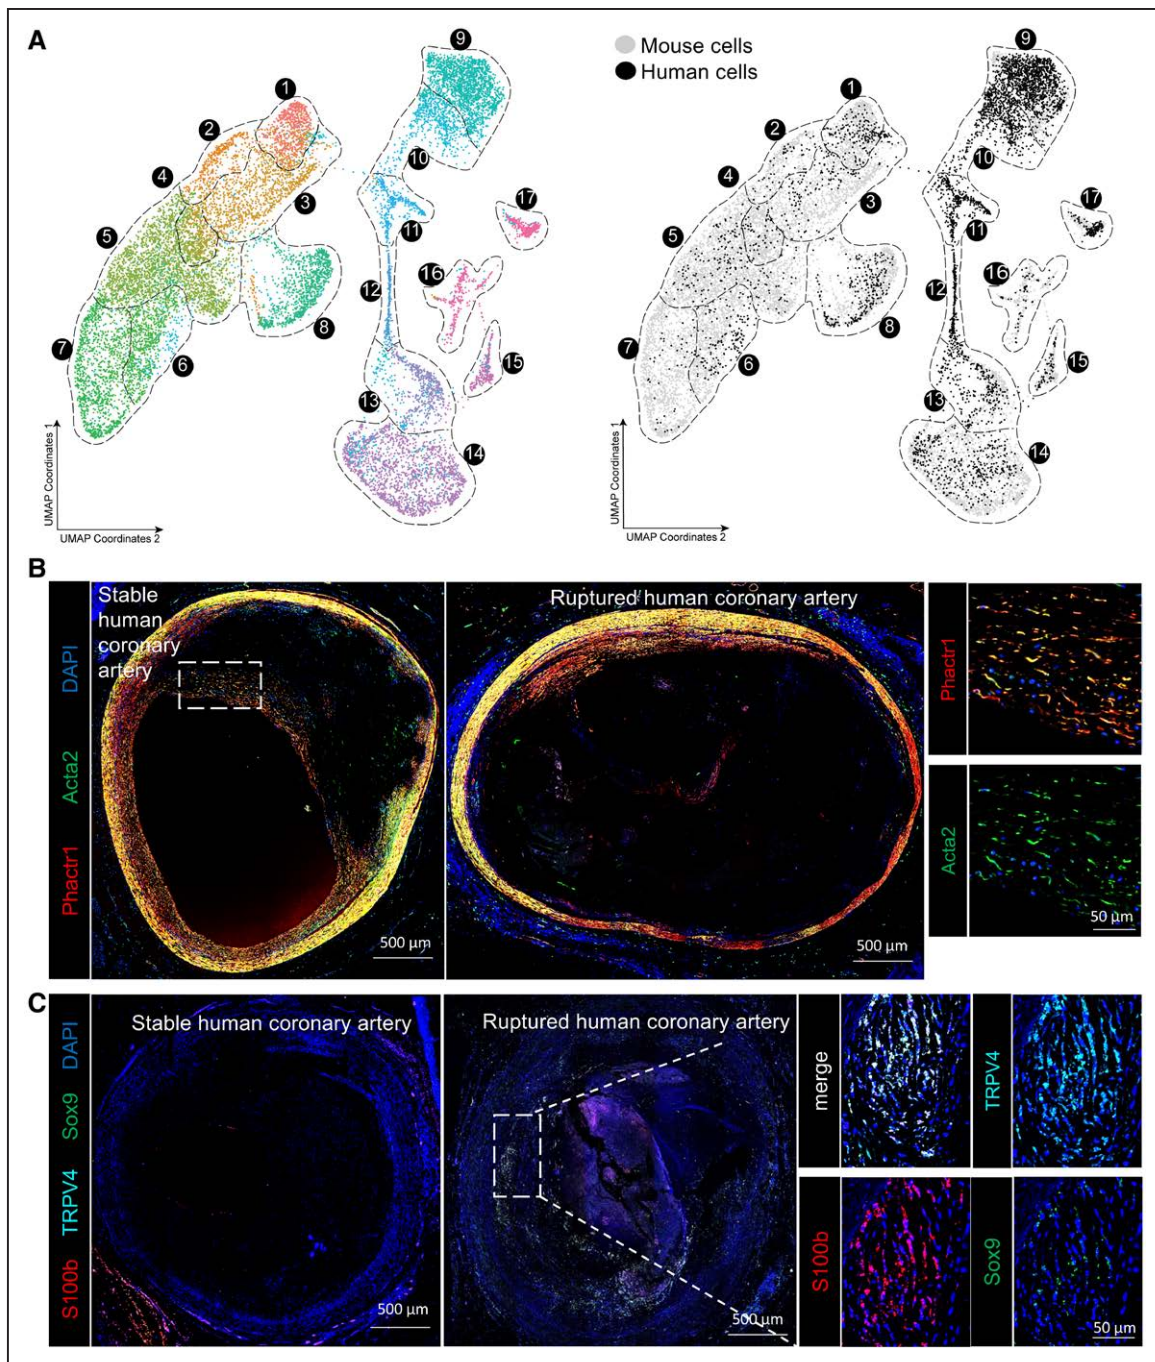 A
1
2
3
4
5
6
7
8
9
10
11
12
13
14
15
16
17
UMAP Coordinates 1
UMAP Coordinates 2
Mouse cells
Human cells
1
2
3
4
5
6
7
8
9
10
11
12
13
14
15
16
17
UMAP Coordinates 1
UMAP Coordinates 2
B
Phactr1 Acta2 DAPI
Stable
human
coronary
artery
500 µm
Ruptured human coronary artery
500 µm
Phactr1
Acta2
50 µm
C
S100b TRPV4 Sox9 DAPI
Stable human coronary artery
500 µm
Ruptured human coronary artery
500 µm
merge
TRPV4
S100b
Sox9
50 µm